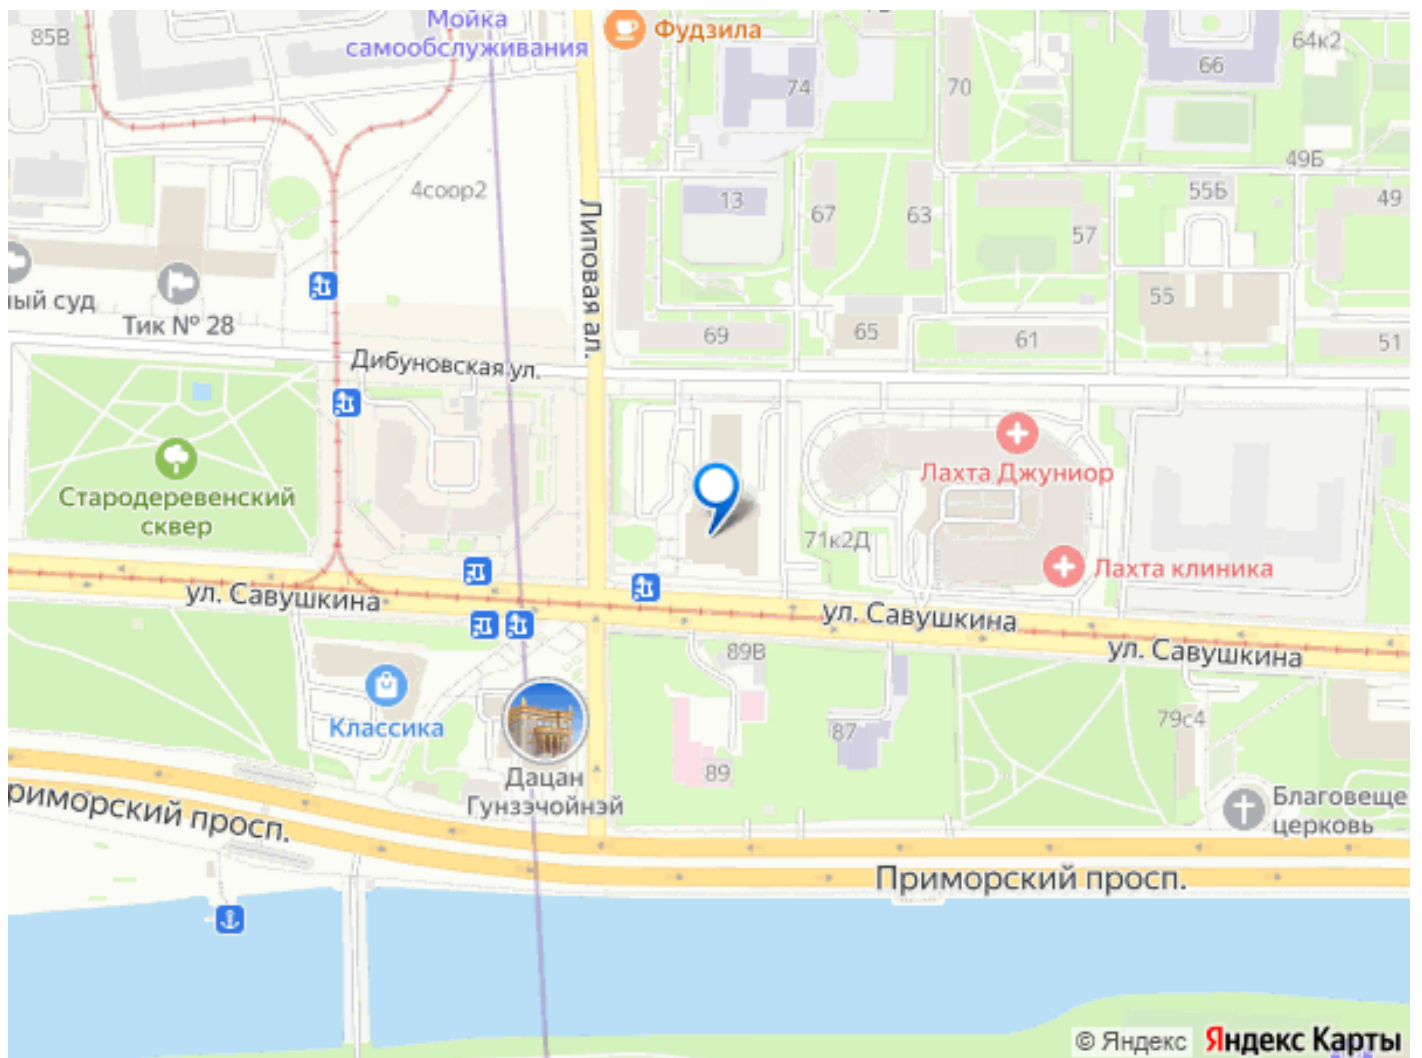 85В
Мойка
самообслуживания
Фудзила
64к2
66
74
70
49Б
4соор2
13
67
63
57
55Б
49
Липовая ал.
ный суд
Тик № 28
55
69
65
61
51
Дибуновская ул.
Стародеревенский
сквер
Лахта Джуниор
71к2Д
Лахта клиника
ул. Савушкина
ул. Савушкина
ул. Савушкина
89В
Классика
79с4
87
89
Дацан
Гунзэчойнэй
риморский просп.
Благовеще
церковь
Приморский просп.
© Яндекс Яндекс Карты